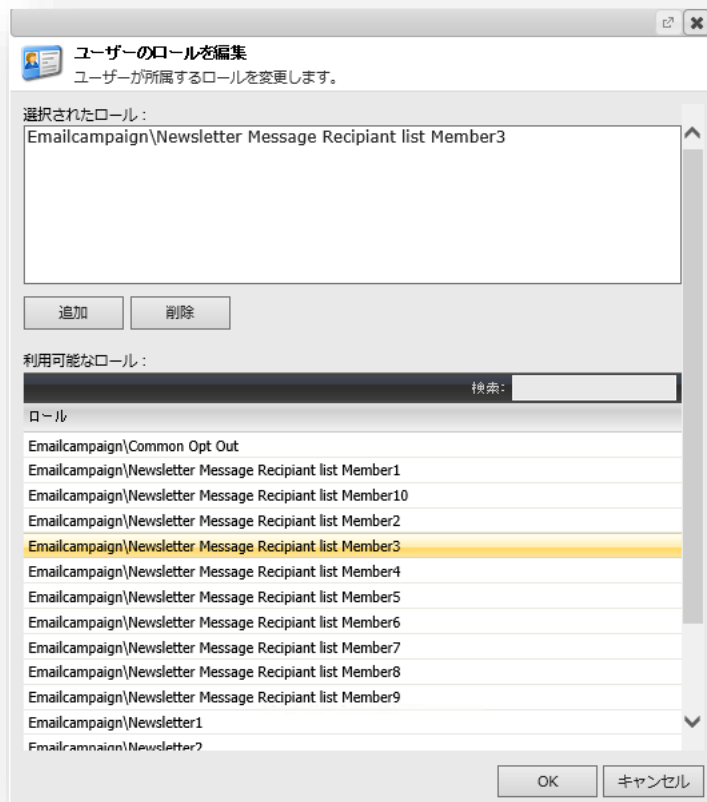 ユーザーのロールを編集
ユーザーが所属するロールを変更します。
選択されたロール：
Emailcampaign\Newsletter Message Recipiant list Member3
追加 削除
利用可能なロール：
検索：
ロール
Emailcampaign\Common Opt Out
Emailcampaign\Newsletter Message Recipiant list Member1
Emailcampaign\Newsletter Message Recipiant list Member10
Emailcampaign\Newsletter Message Recipiant list Member2
Emailcampaign\Newsletter Message Recipiant list Member3
Emailcampaign\Newsletter Message Recipiant list Member4
Emailcampaign\Newsletter Message Recipiant list Member5
Emailcampaign\Newsletter Message Recipiant list Member6
Emailcampaign\Newsletter Message Recipiant list Member7
Emailcampaign\Newsletter Message Recipiant list Member8
Emailcampaign\Newsletter Message Recipiant list Member9
Emailcampaign\Newsletter1
Emailcampaign\Newsletter2
OK キャンセル